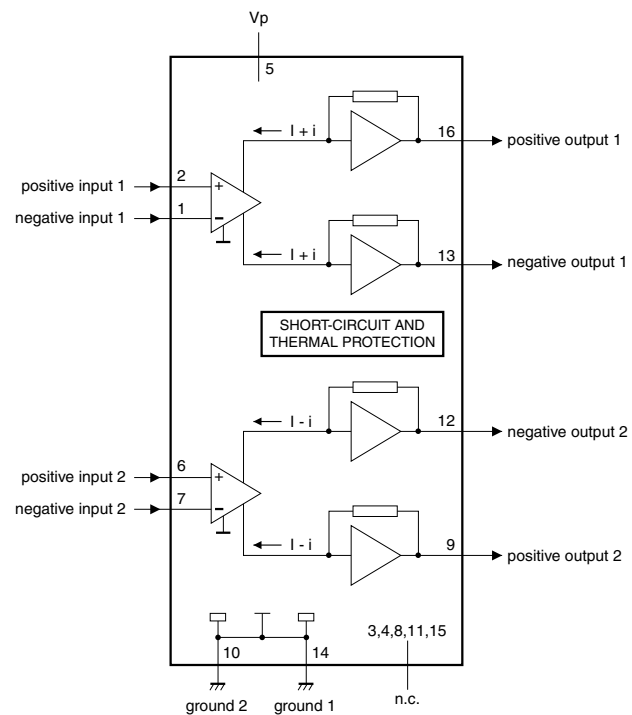 Vp
5
I + i
16
positive output 1
positive input 1
2
+
negative input 1
1
−
I + i
13
negative output 1
SHORT-CIRCUIT AND
THERMAL PROTECTION
I - i
12
negative output 2
positive input 2
6
+
negative input 2
7
−
I - i
9
positive output 2
3,4,8,11,15
10
14
ground 2
ground 1
n.c.